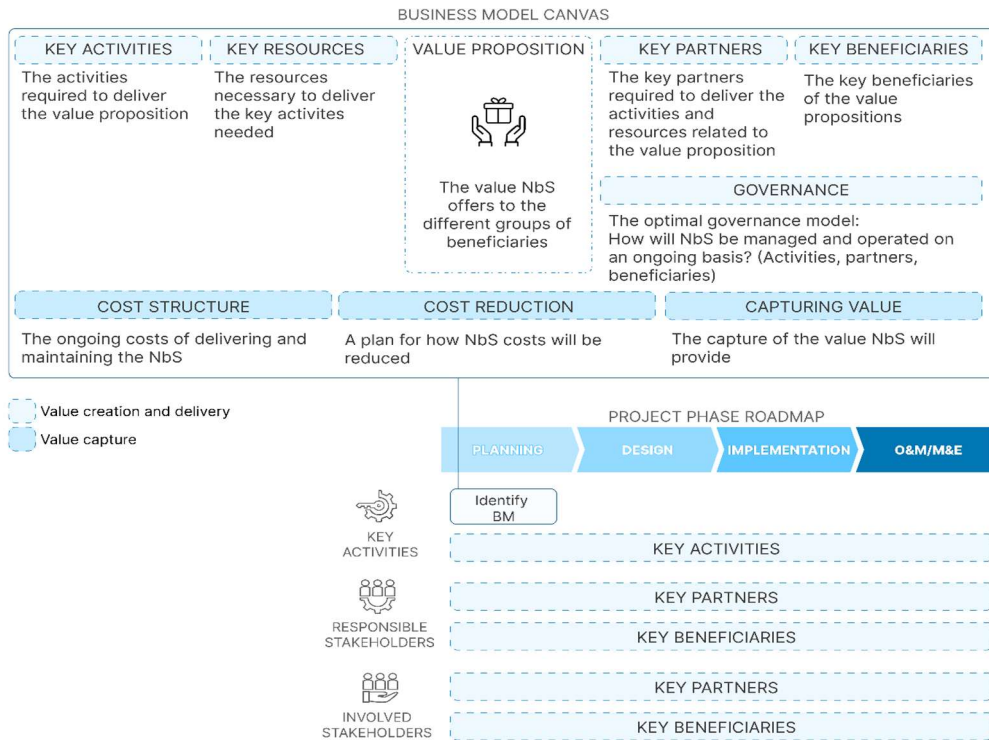 BUSINESS MODEL CANVAS
KEY ACTIVITIES
The activities
required to deliver
the value proposition
KEY RESOURCES
The resources
necessary to deliver
the key activites
needed
VALUE PROPOSITION
The value NbS
offers to the
different groups of
beneficiaries
KEY PARTNERS
The key partners
required to deliver the
activities and
resources related to
the value proposition
KEY BENEFICIARIES
The key beneficiaries
of the value
propositions
GOVERNANCE
The optimal governance model:
How will NbS be managed and operated on
an ongoing basis? (Activities, partners,
beneficiaries)
COST STRUCTURE
The ongoing costs of delivering and
maintaining the NbS
COST REDUCTION
A plan for how NbS costs will be
reduced
CAPTURING VALUE
The capture of the value NbS will
provide
Value creation and delivery
Value capture
PROJECT PHASE ROADMAP
PLANNING
DESIGN
IMPLEMENTATION
O&M/M&E
Identify
BM
KEY
ACTIVITIES
KEY ACTIVITIES
RESPONSIBLE
STAKEHOLDERS
KEY PARTNERS
KEY BENEFICIARIES
INVOLVED
STAKEHOLDERS
KEY PARTNERS
KEY BENEFICIARIES